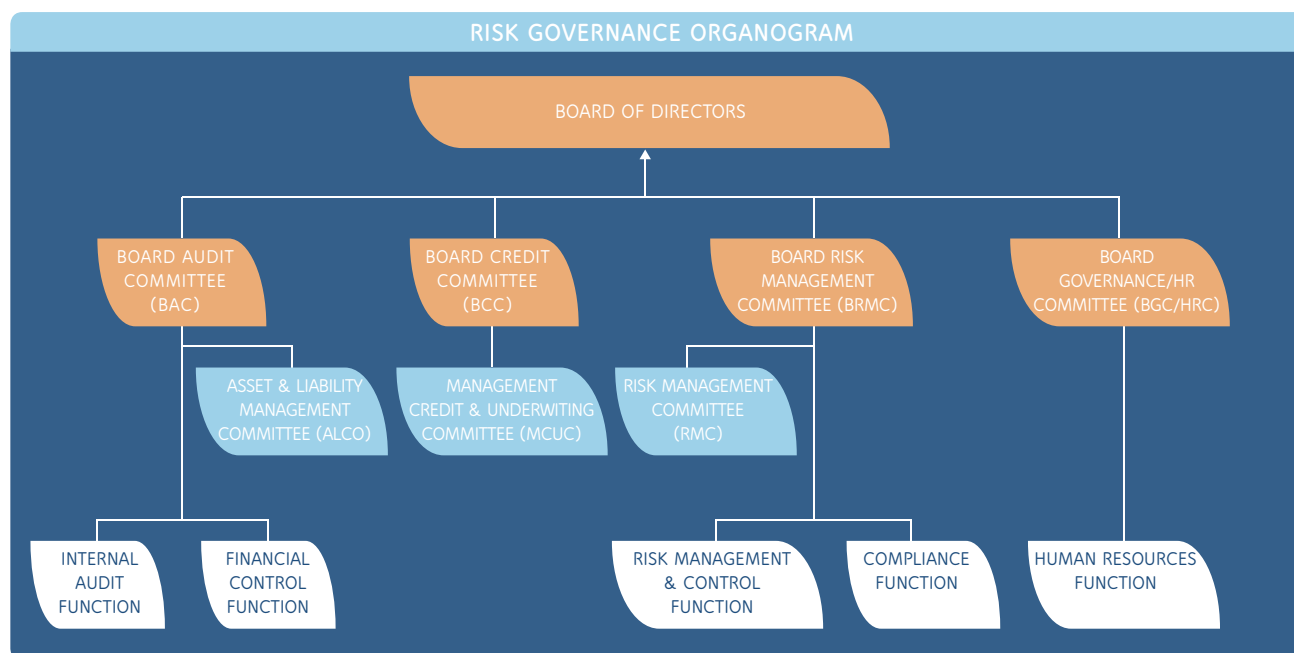 RISK GOVERNANCE ORGANOGRAM
BOARD OF DIRECTORS
BOARD AUDIT
COMMITTEE
(BAC)
BOARD CREDIT
COMMITTEE
(BCC)
BOARD RISK
MANAGEMENT
COMMITTEE (BRMC)
BOARD
GOVERNANCE/HR
COMMITTEE (BGC/HRC)
ASSET & LIABILITY
MANAGEMENT
COMMITTEE (ALCO)
MANAGEMENT
CREDIT & UNDERWITING
COMMITTEE (MCUC)
RISK MANAGEMENT
COMMITTEE
(RMC)
INTERNAL
AUDIT
FUNCTION
FINANCIAL
CONTROL
FUNCTION
RISK MANAGEMENT
& CONTROL
FUNCTION
COMPLIANCE
FUNCTION
HUMAN RESOURCES
FUNCTION